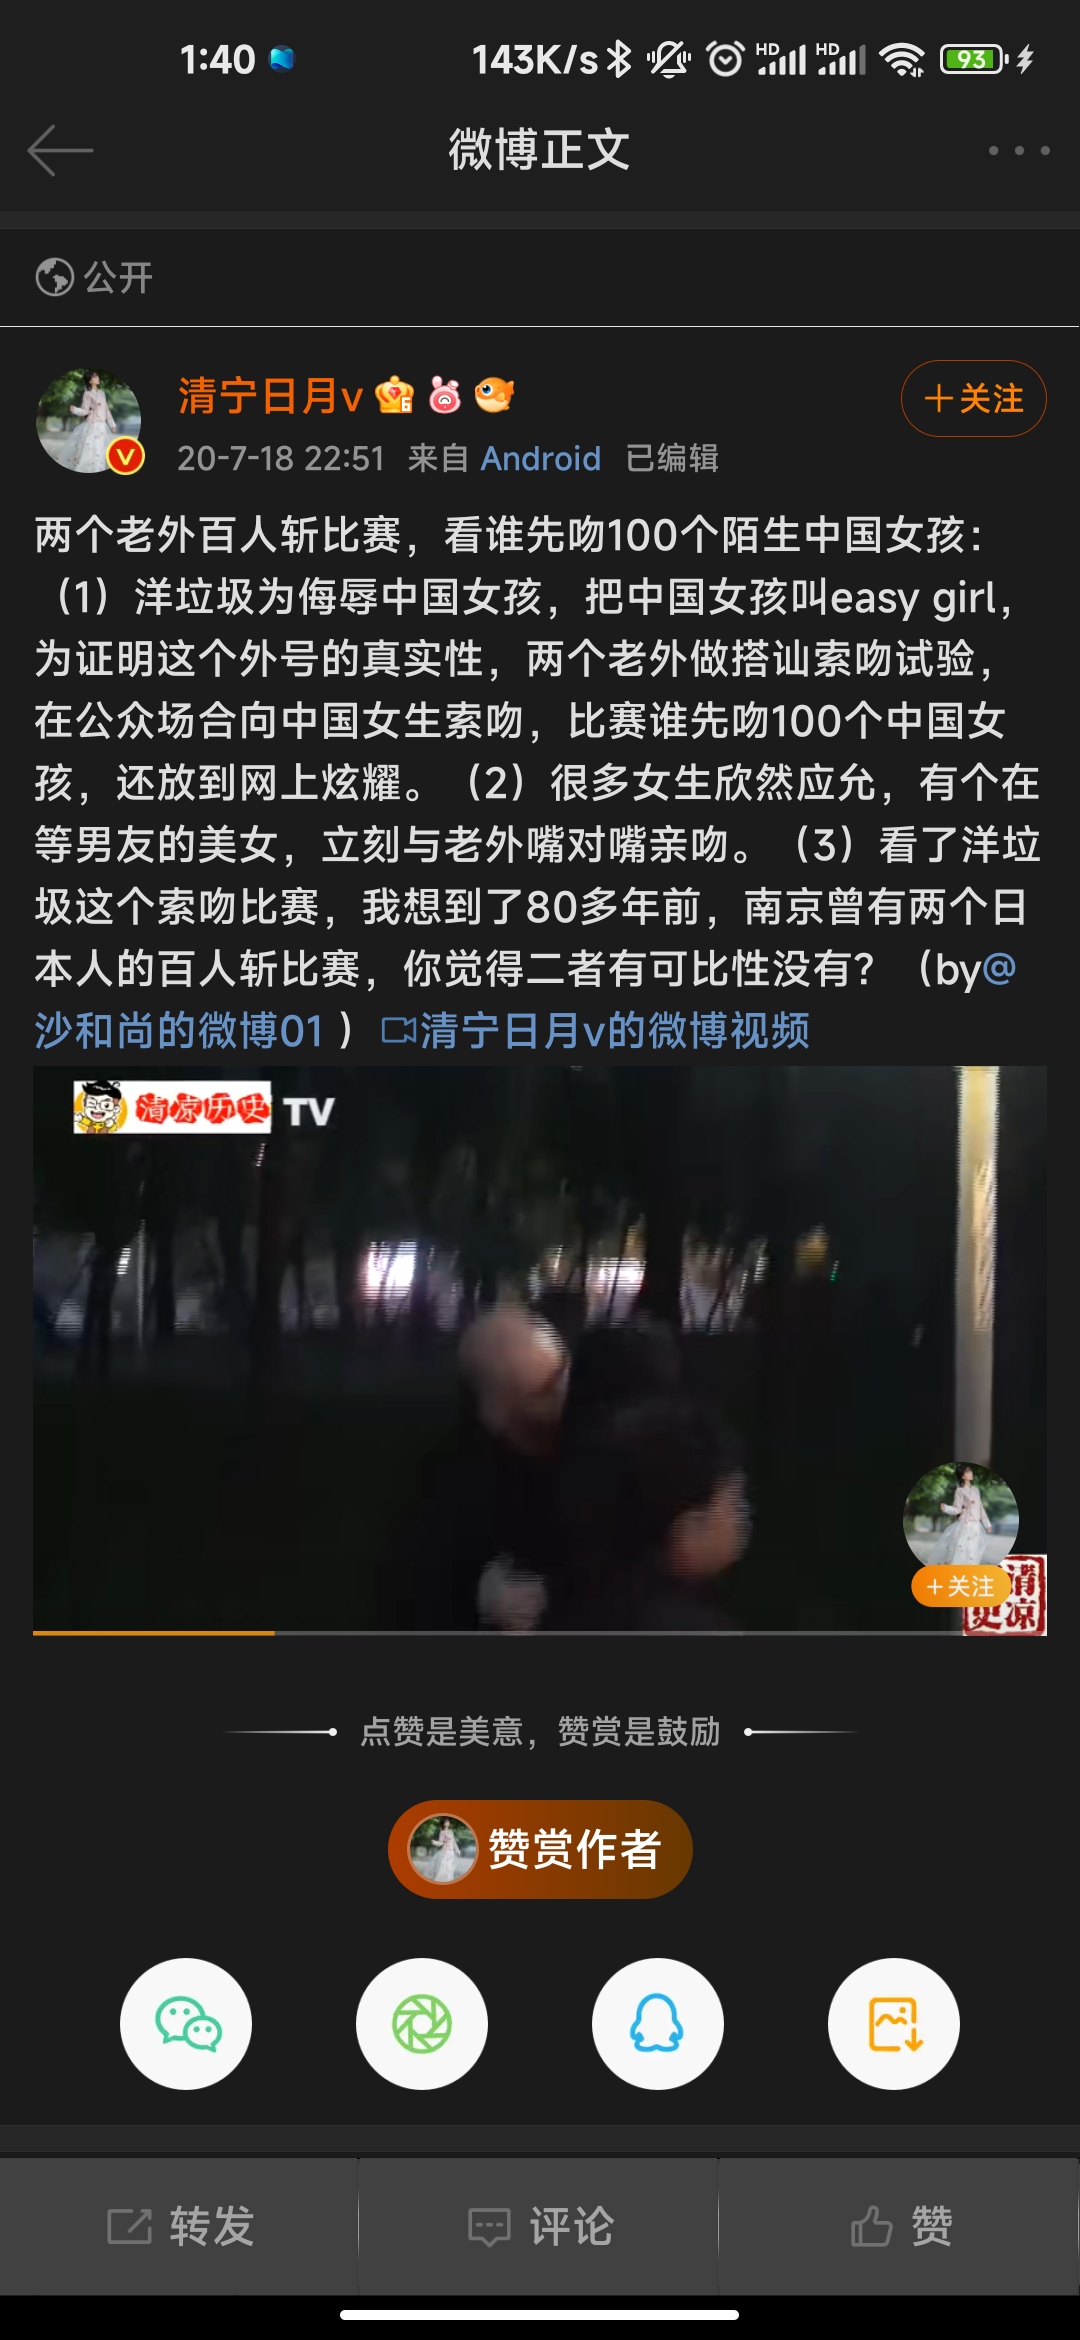 1:40
143K/s HD HD 93
微博正文
公开
清宁日月v 6
+关注
20-7-18 22:51 来自 Android 已编辑
两个老外百人斩比赛，看谁先吻100个陌生中国女孩：
（1）洋垃圾为侮辱中国女孩，把中国女孩叫easy girl，
为证明这个外号的真实性，两个老外做搭讪索吻试验，
在公众场合向中国女生索吻，比赛谁先吻100个中国女
孩，还放到网上炫耀。（2）很多女生欣然应允，有个在
等男友的美女，立刻与老外嘴对嘴亲吻。（3）看了洋垃
圾这个索吻比赛，我想到了80多年前，南京曾有两个日
本人的百人斩比赛，你觉得二者有可比性没有？（by@
沙和尚的微博01 ）清宁日月v的微博视频
清凉历史 TV
+关注
清凉
史
点赞是美意，赞赏是鼓励
赞赏作者
转发
评论
赞